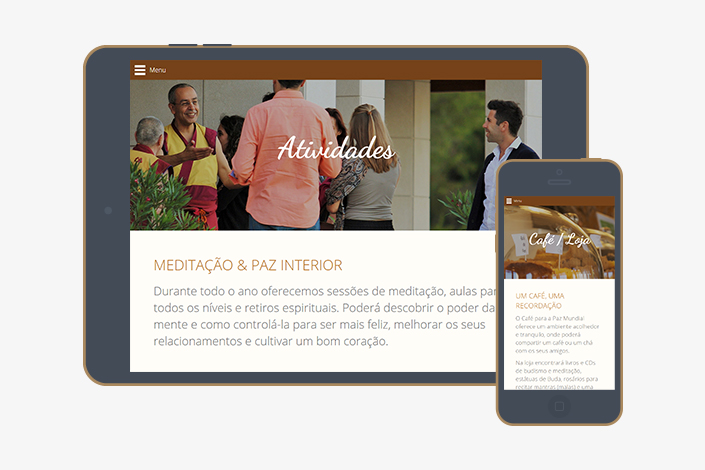 Menu
Atividades
MEDITAÇÃO & PAZ INTERIOR
Durante todo o ano oferecemos sessões de meditação, aulas par
todos os níveis e retiros espirituais. Poderá descobrir o poder da
mente e como controlá-la para ser mais feliz, melhorar os seus
relacionamentos e cultivar um bom coração.
Menu
Café / Loja
UM CAFÉ, UMA
RECORDAÇÃO
O Café para a Paz Mundial
oferece um ambiente acolhedor
e tranquilo, onde poderá
compartir um café ou um chá
com os seus amigos.
Na loja encontrará livros e CDs
de budismo e meditação,
estátuas de Buda, rosários para
recitar mantras (malas) e uma